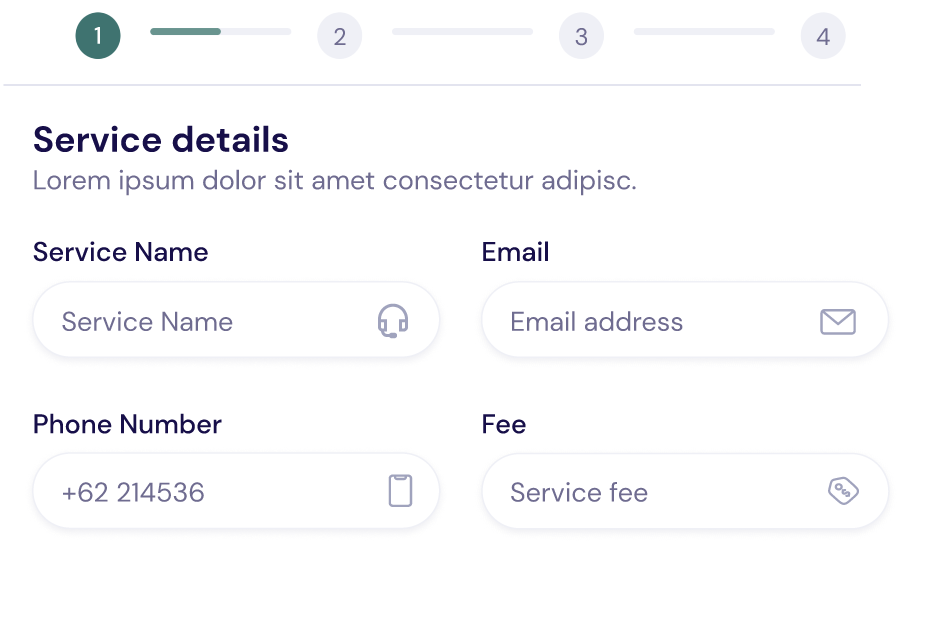 1 2 3 4
Service details
Lorem ipsum dolor sit amet consectetur adipisc.
Service Name Email
Service Name Email address
Phone Number Fee
+62 214536 Service fee